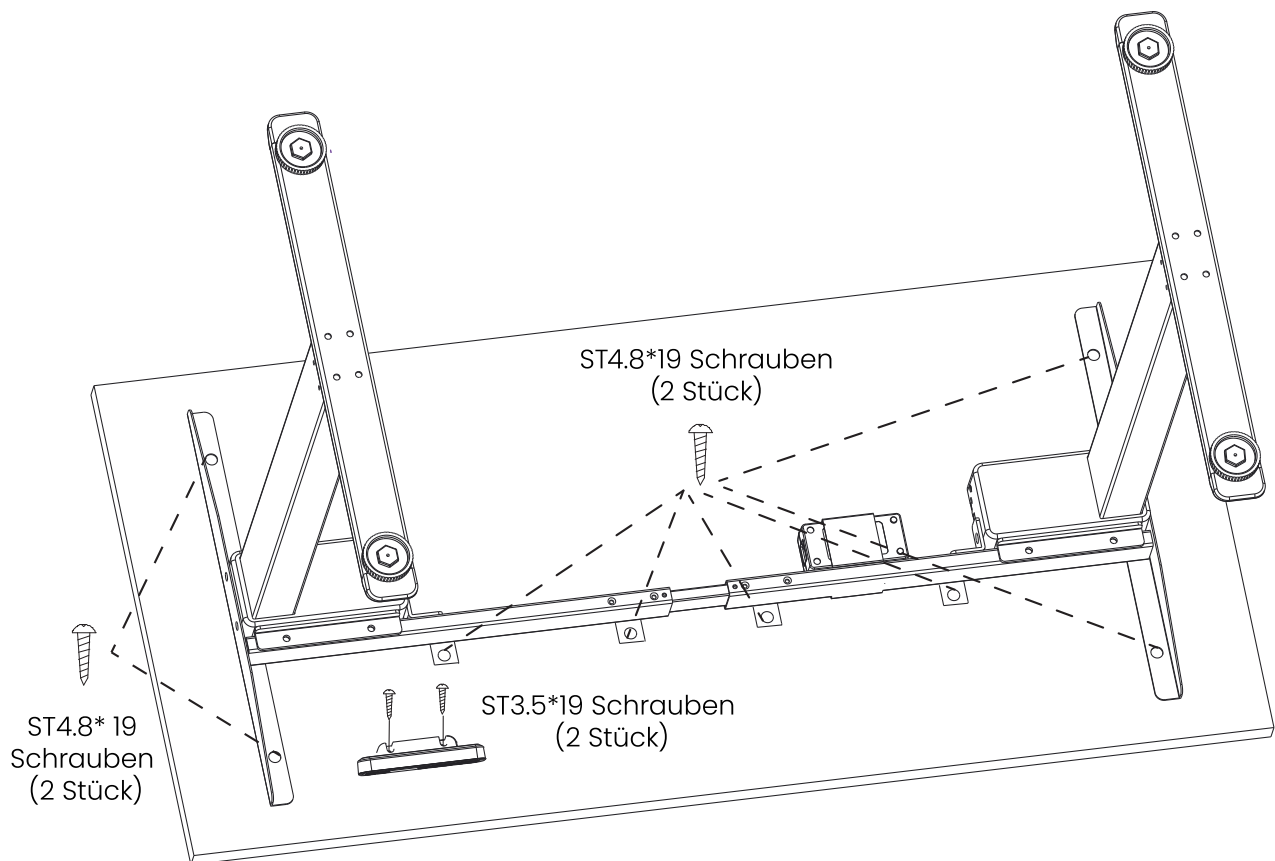 ST4.8*19 Schrauben
(2 Stück)
ST3.5*19 Schrauben
(2 Stück)
ST4.8* 19
Schrauben
(2 Stück)